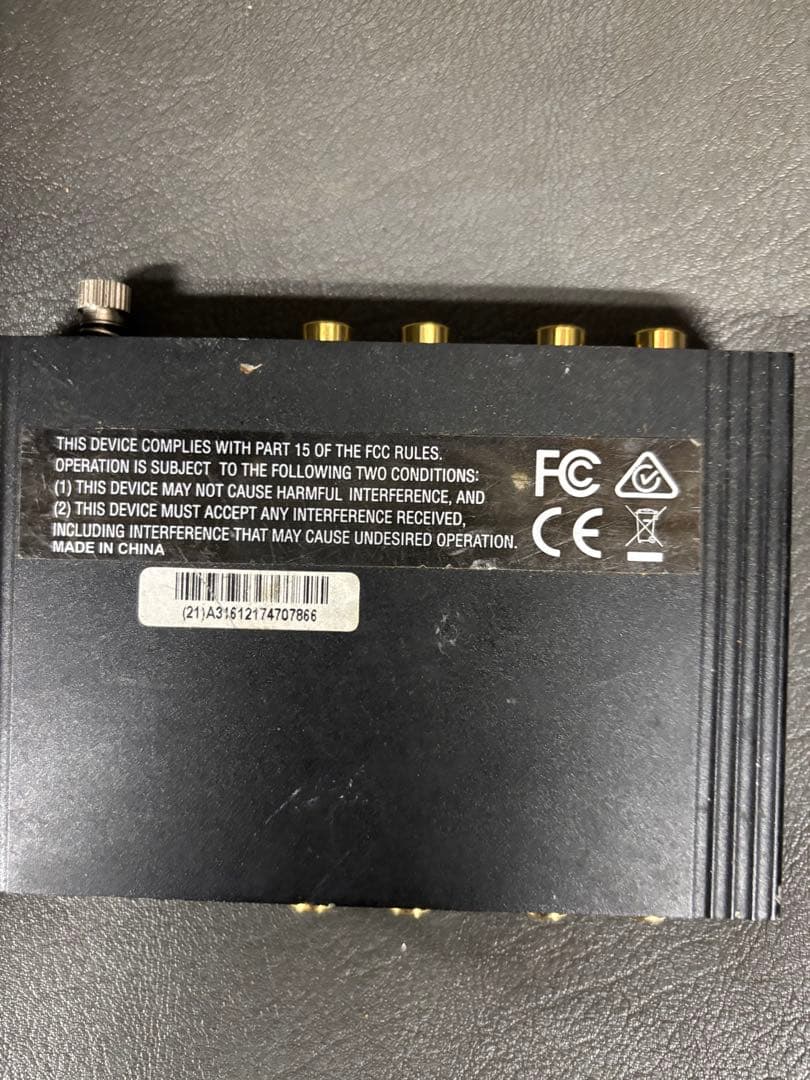 THIS DEVICE COMPLIES WITH PART 15 OF THE FCC RULES.
OPERATION IS SUBJECT TO THE FOLLOWING TWO CONDITIONS:
(1) THIS DEVICE MAY NOT CAUSE HARMFUL INTERFERENCE, AND
(2) THIS DEVICE MUST ACCEPT ANY INTERFERENCE RECEIVED,
INCLUDING INTERFERENCE THAT MAY CAUSE UNDESIRED OPERATION.
MADE IN CHINA
FC
CE
(21)A31612174707866